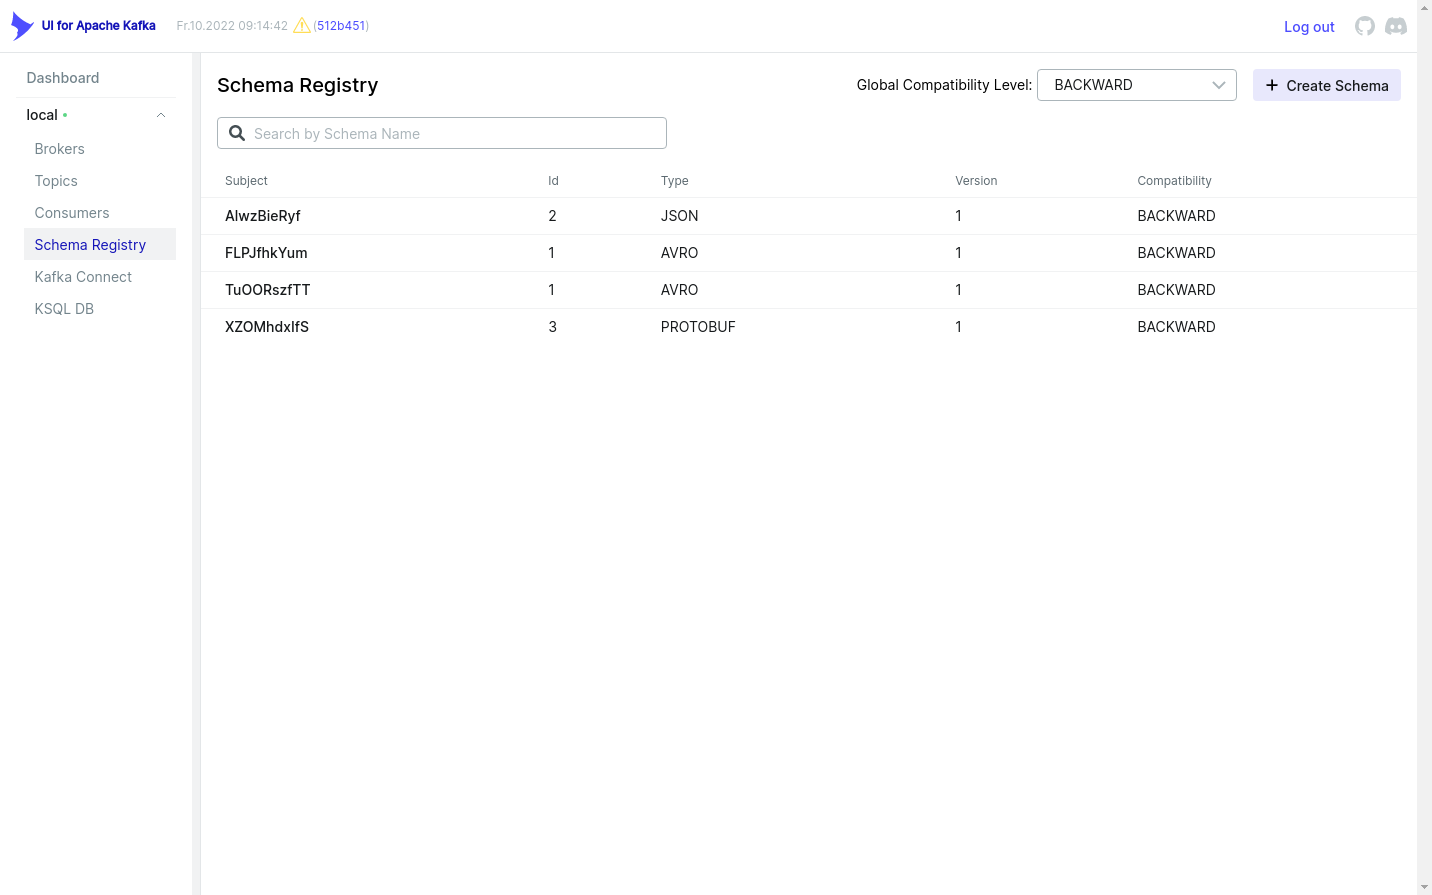 UI for Apache Kafka Fr.10.2022 09:14:42 (512b451) Log out
Dashboard
local
Brokers
Topics
Consumers
Schema Registry
Kafka Connect
KSQL DB
Schema Registry Global Compatibility Level: BACKWARD Create Schema
Search by Schema Name
Subject Id Type Version Compatibility
AlwzBieRyf 2 JSON 1 BACKWARD
FLPJfhkYum 1 AVRO 1 BACKWARD
TuOORszfTT 1 AVRO 1 BACKWARD
XZOMhdxIfS 3 PROTOBUF 1 BACKWARD